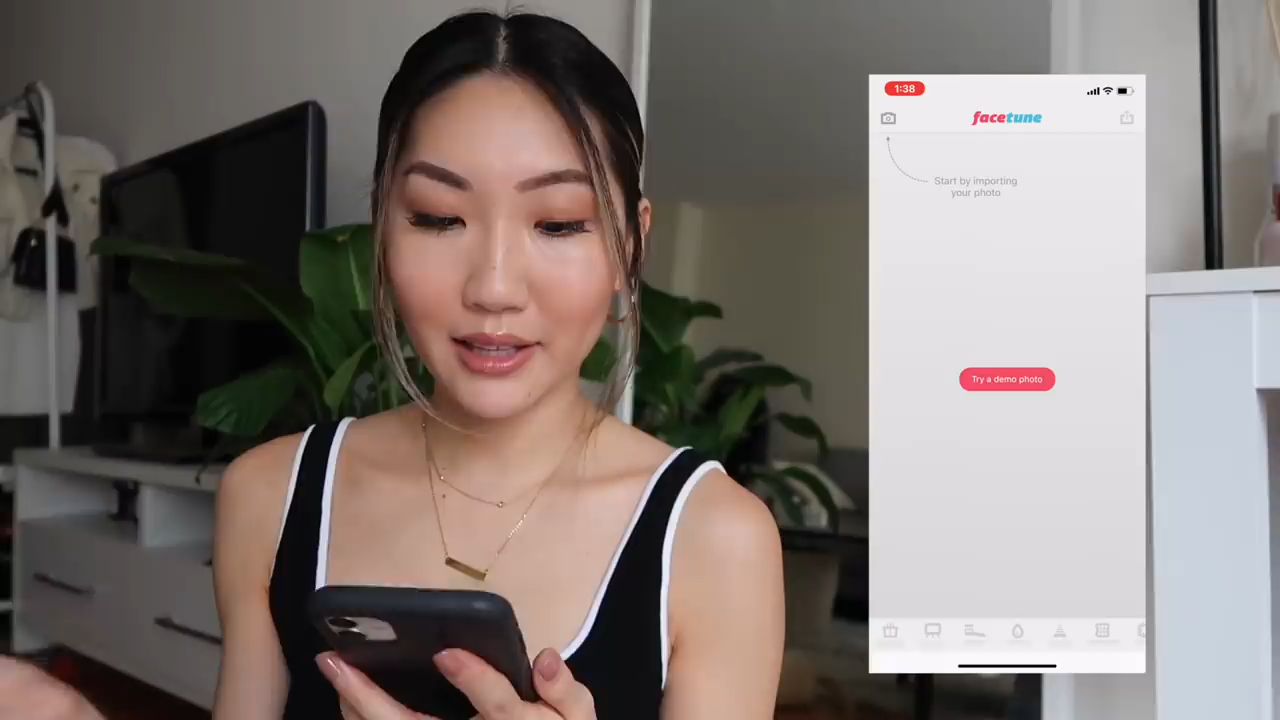 1:38
facetune
Start by importing
your photo
Try a demo photo